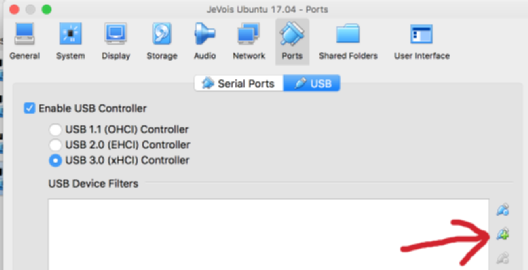 JeVois Ubuntu 17.04 - Ports
General System Display Storage Audio Network Ports Shared Folders User Interface
Serial Ports USB
Enable USB Controller
USB 1.1 (OHCI) Controller
USB 2.0 (EHCI) Controller
USB 3.0 (xHCI) Controller
USB Device Filters